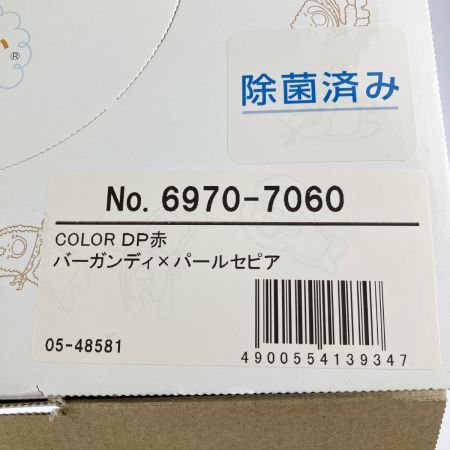 ®
除菌済み
No. 6970-7060
COLOR DP赤
バーガンディ×パールセピア
05-48581
4900554139347